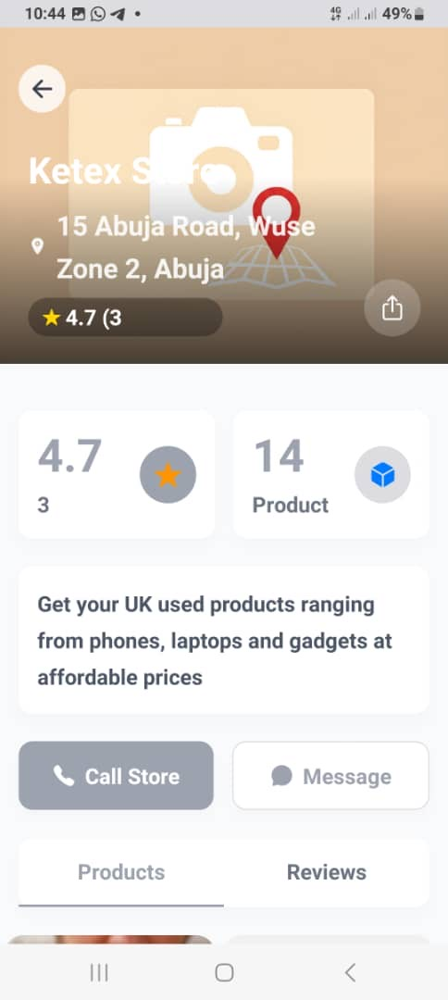 10:44
4G
49%
Ketex Stores
15 Abuja Road, Wuse
Zone 2, Abuja
4.7 (3
4.7
3
14
Product
Get your UK used products ranging
from phones, laptops and gadgets at
affordable prices
Call Store
Message
Products
Reviews